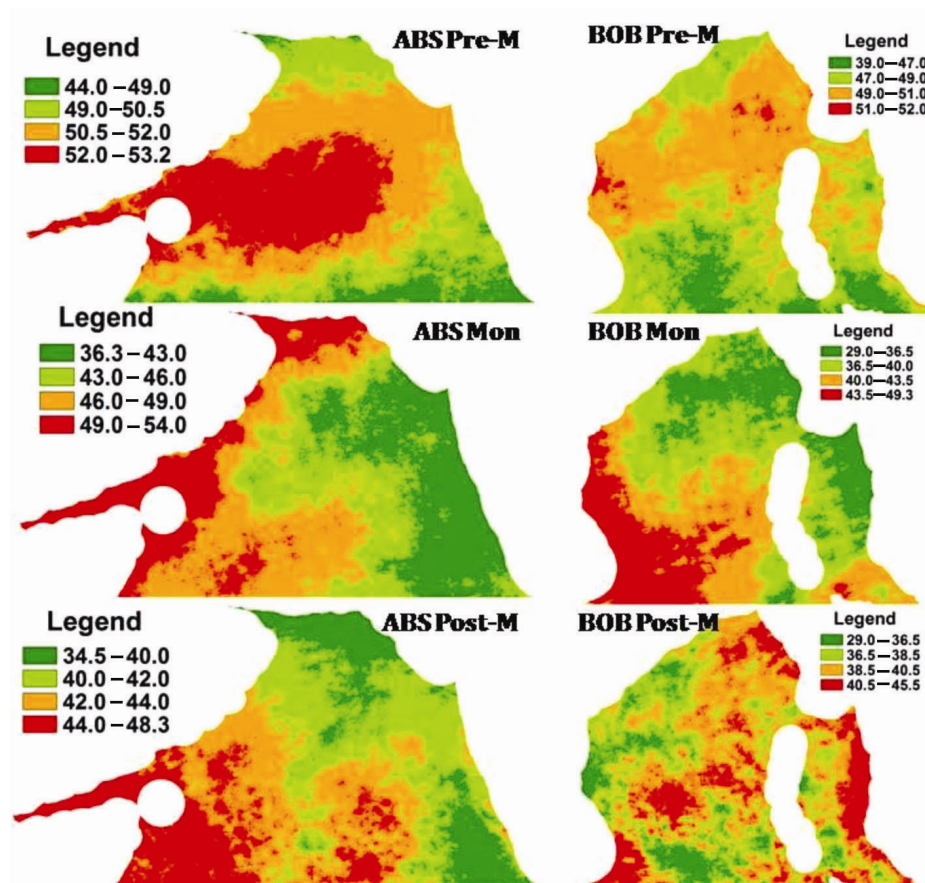 ABS Pre-M
Legend
44.0–49.0
49.0–50.5
50.5–52.0
52.0–53.2
BOB Pre-M
Legend
39.0–47.0
47.0–49.0
49.0–51.0
51.0–52.0
ABS Mon
Legend
36.3–43.0
43.0–46.0
46.0–49.0
49.0–54.0
BOB Mon
Legend
29.0–36.5
36.5–40.0
40.0–43.5
43.5–49.3
ABS Post-M
Legend
34.5–40.0
40.0–42.0
42.0–44.0
44.0–48.3
BOB Post-M
Legend
29.0–36.5
36.5–38.5
38.5–40.5
40.5–45.5